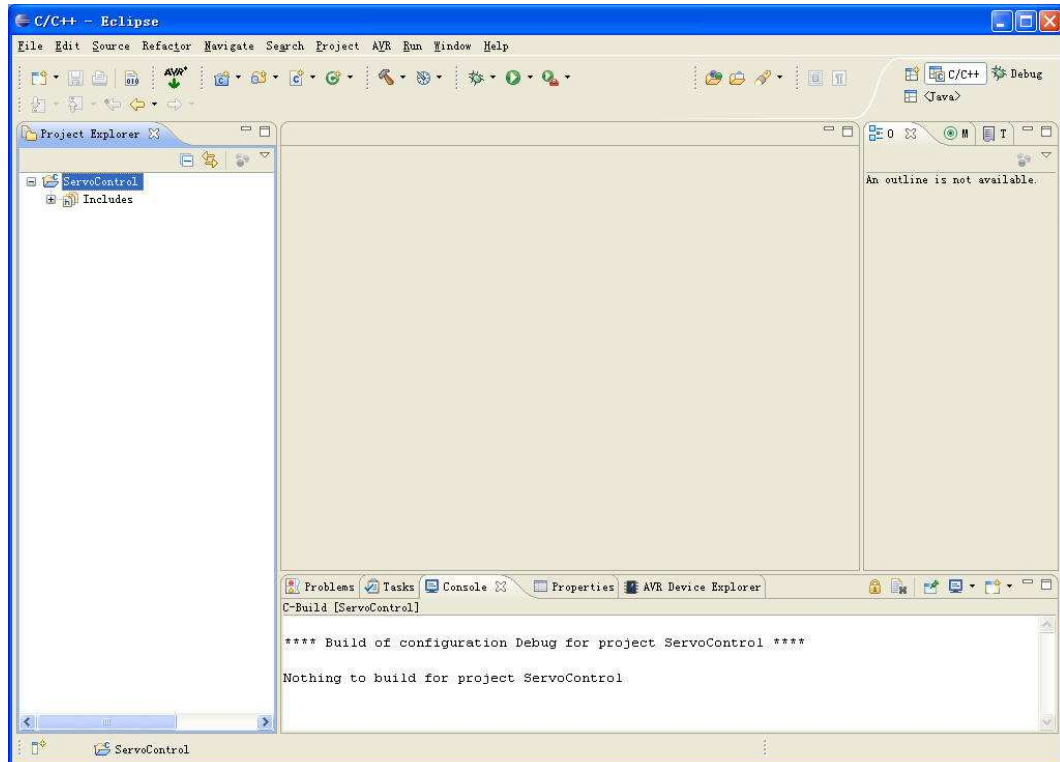 C/C++ - Eclipse
File Edit Source Refactor Navigate Search Project AVR Run Window Help
AVR
C/C++ Debug
<Java>
Project Explorer
O M T
ServoControl
Includes
An outline is not available.
Problems Tasks Console Properties AVR Device Explorer
C-Build [ServoControl]
**** Build of configuration Debug for project ServoControl ****
Nothing to build for project ServoControl
ServoControl